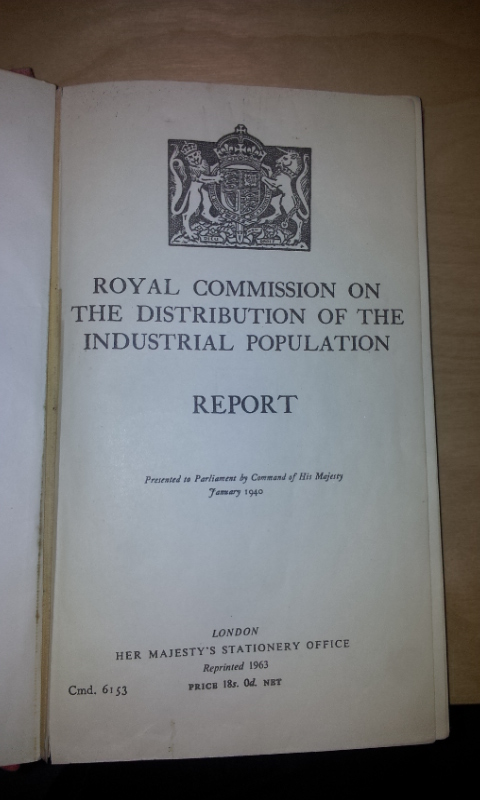 ROYAL COMMISSION ON
THE DISTRIBUTION OF THE
INDUSTRIAL POPULATION
REPORT
Presented to Parliament by Command of His Majesty
January 1940
LONDON
HER MAJESTY'S STATIONERY OFFICE
Reprinted 1963
PRICE 18s. 0d. NET
Cmd. 6153